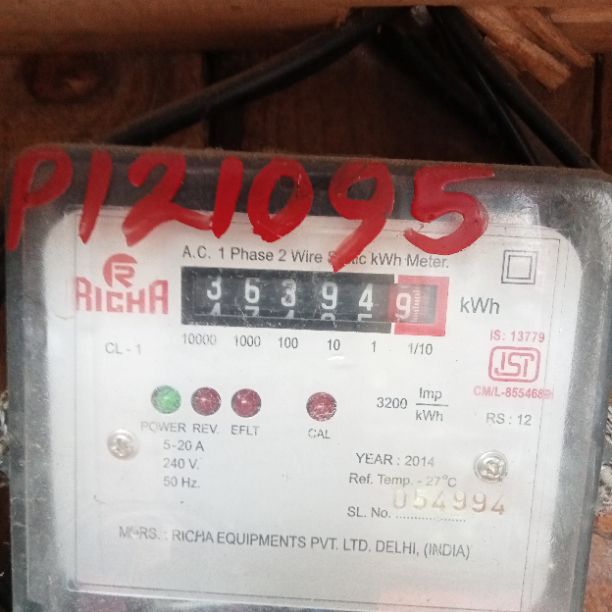 P121095
A.C. 1 Phase 2 Wire Static kWh Meter.
RICHA
363949 kWh
10000 1000 100 10 1 1/10
CL - 1
IS: 13779
ISI
CM/L-855468
RS : 12
3200 Imp
kWh
POWER REV. EFLT CAL
5-20 A
240 V.
50 Hz.
YEAR : 2014
Ref. Temp. - 27°C
SL. No. 054994
MFRS. : RICHA EQUIPMENTS PVT. LTD. DELHI, (INDIA)